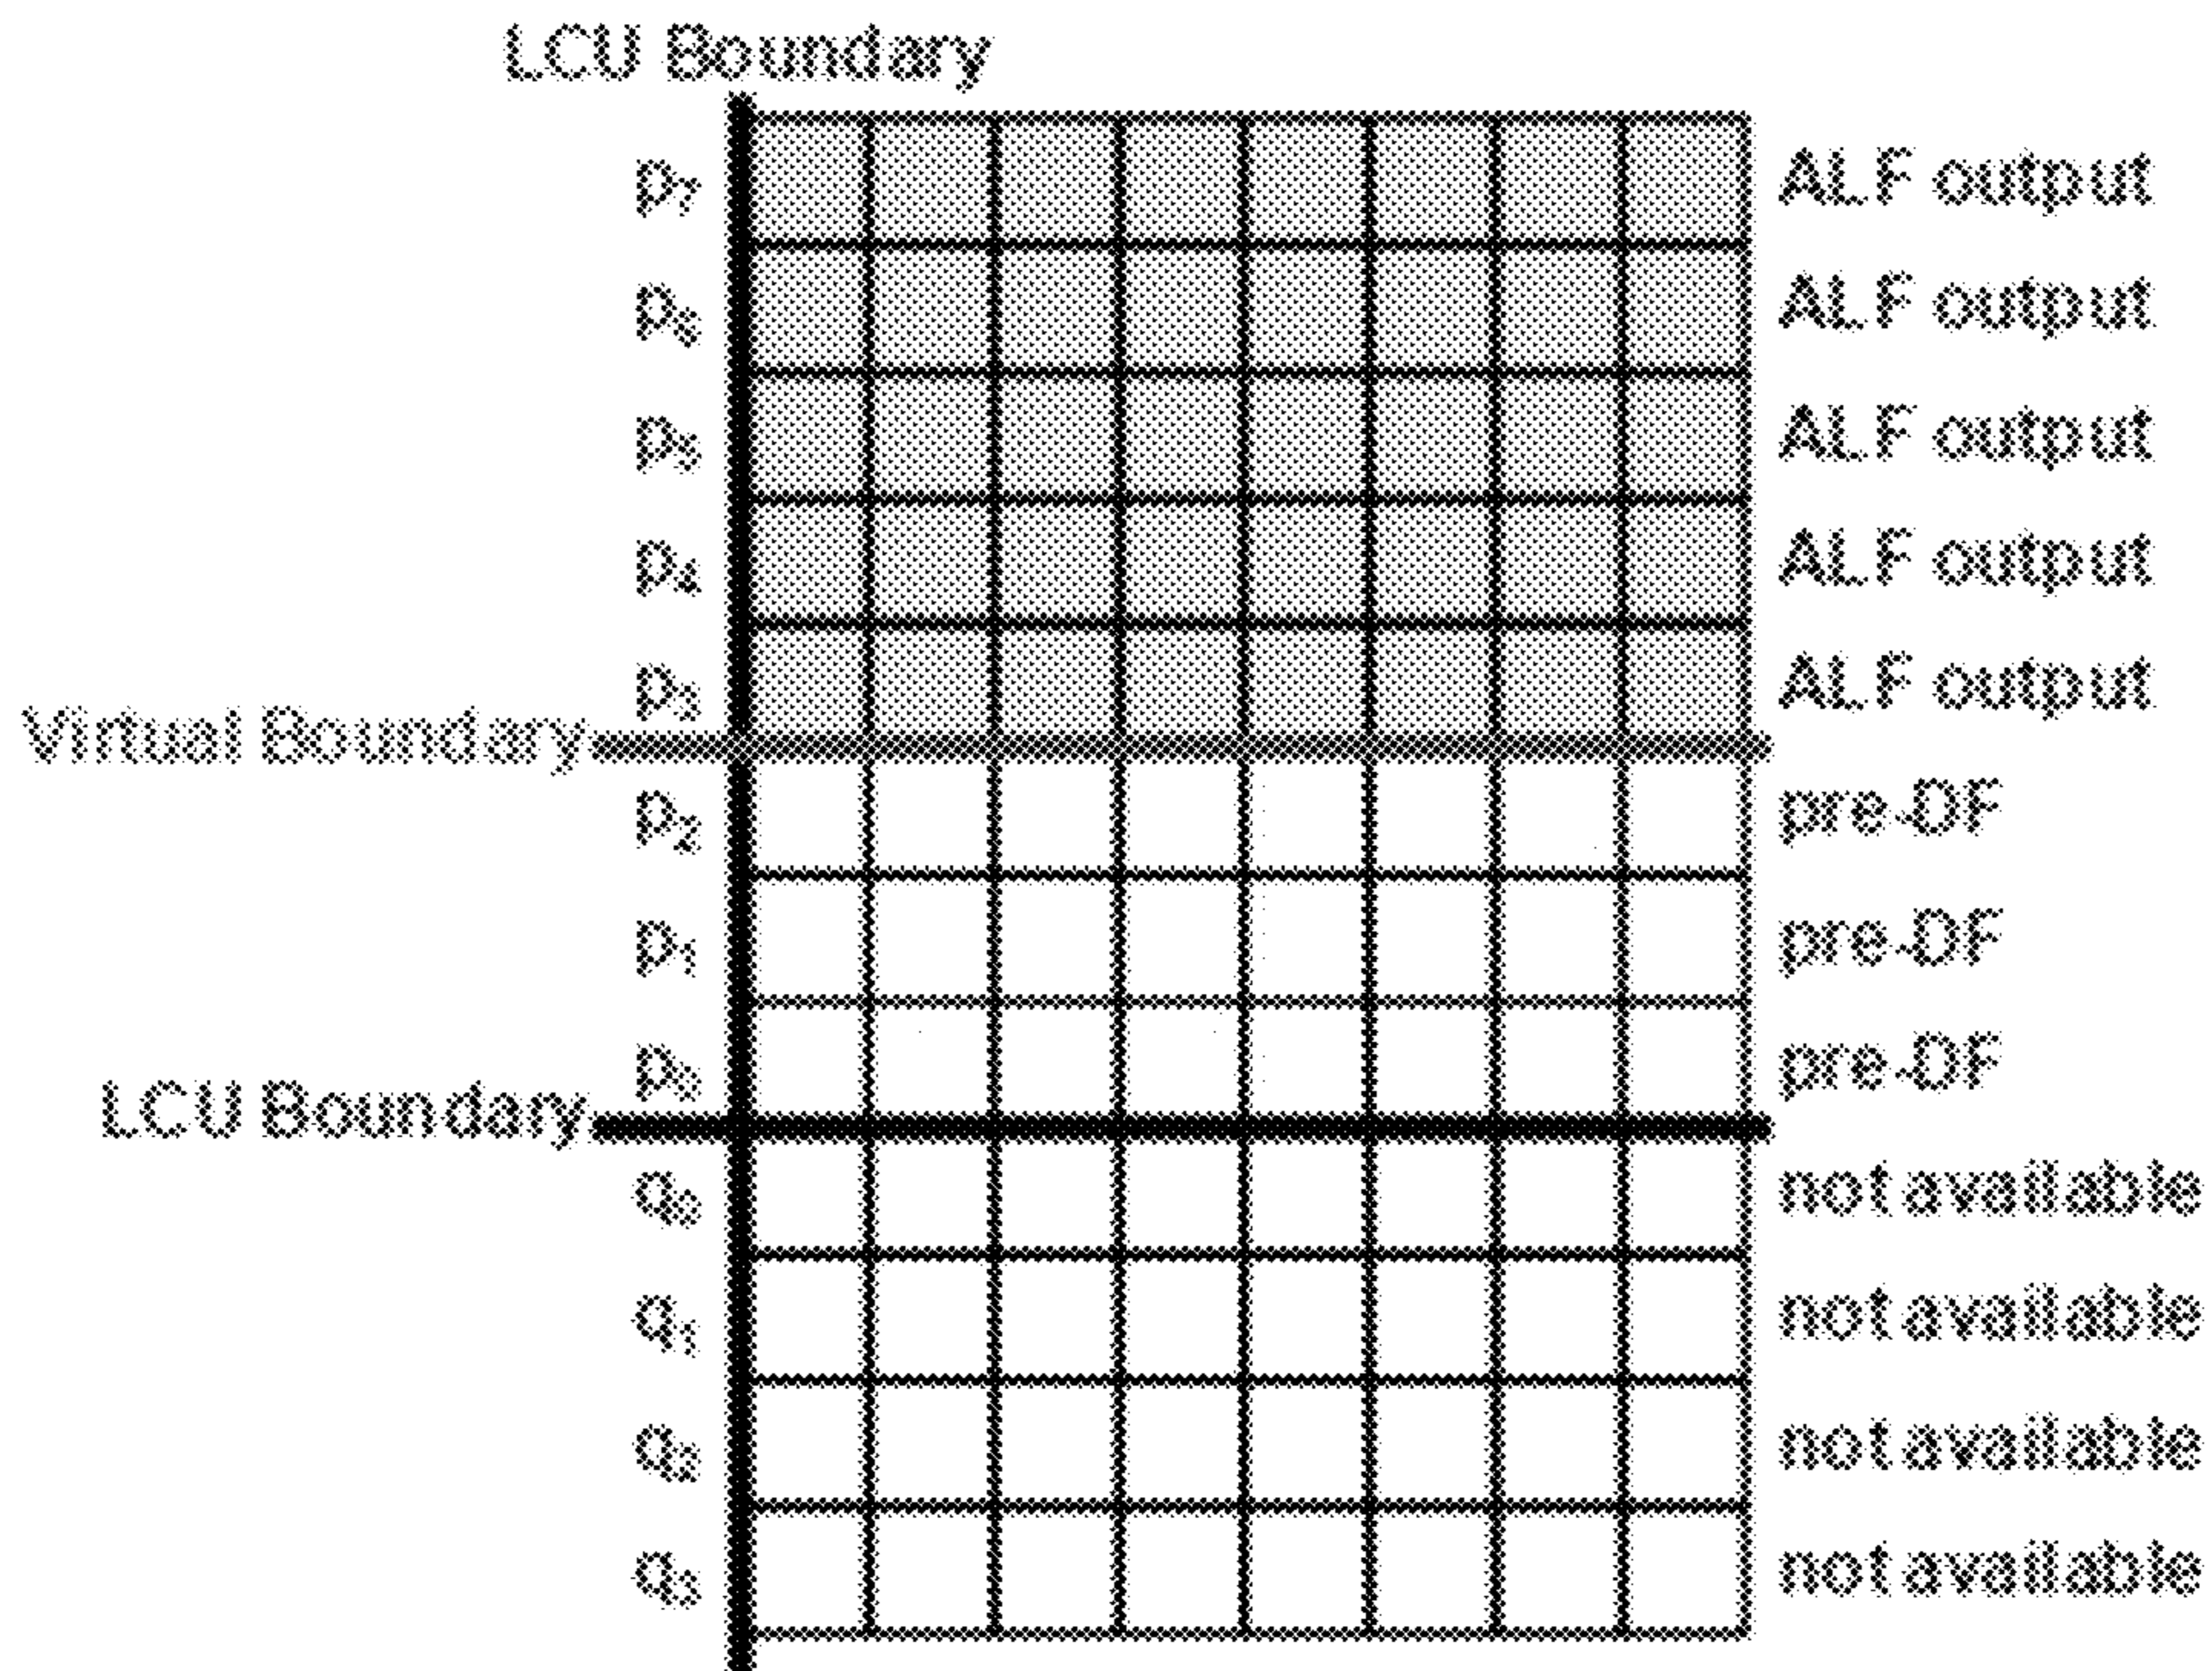 LCU Boundary
p7 ALF output
p6 ALF output
p5 ALF output
p4 ALF output
p3 ALF output
Virtual Boundary
p2 pre-DF
p1 pre-DF
p0 pre-DF
LCU Boundary
q0 not available
q1 not available
q2 not available
q3 not available